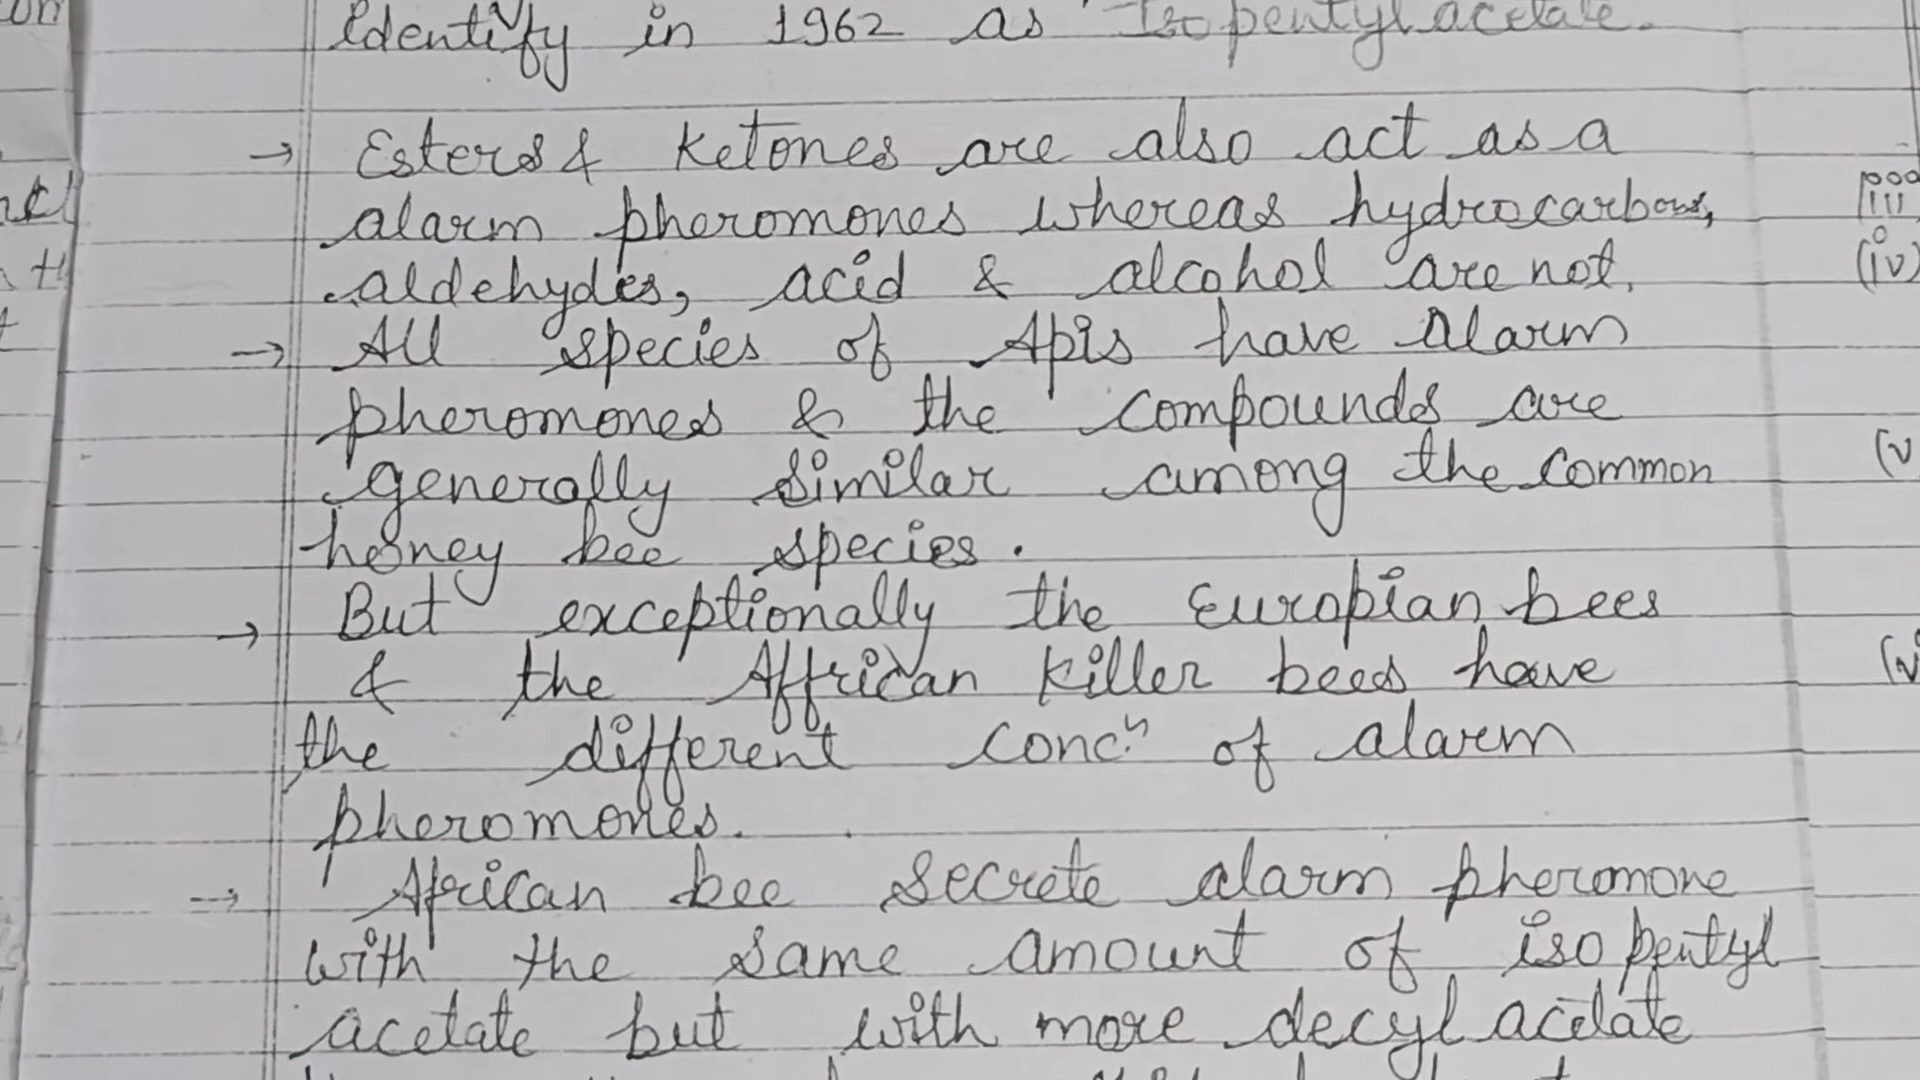 identify in 1962 as Isopentyl acetate.
→ Esters & Ketones are also act as a
alarm pheromones whereas hydrocarbons,
aldehydes, acid & alcohol are not.
→ All species of Apis have alarm
pheromones & the compounds are
generally similar among the common
honey bee species.
→ But exceptionally the Europian bees
& the African killer bees have
the different concⁿ of alarm
pheromones.
→ African bee secrete alarm pheromone
with the same amount of isopentyl
acetate but with more decyl acetate
(iii
(iv)
(v